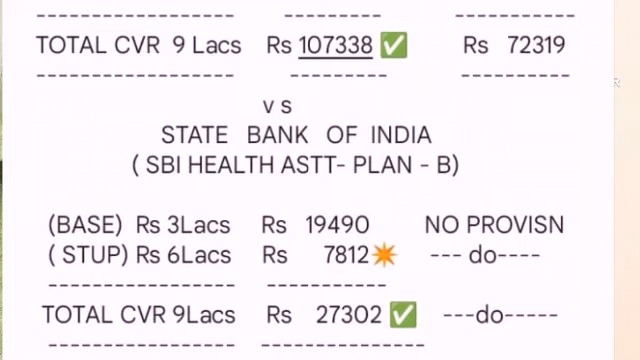 ------------------ --------- -----------
TOTAL CVR 9 Lacs Rs 107338 ✅ Rs 72319
------------------ --------- ----------
v s
STATE BANK OF INDIA
( SBI HEALTH ASTT- PLAN - B)
(BASE) Rs 3Lacs Rs 19490 NO PROVISN
( STUP) Rs 6Lacs Rs 7812💥 --- do----
----------------- -----------
TOTAL CVR 9Lacs Rs 27302 ✅ ---do-----
----------------- ---------------